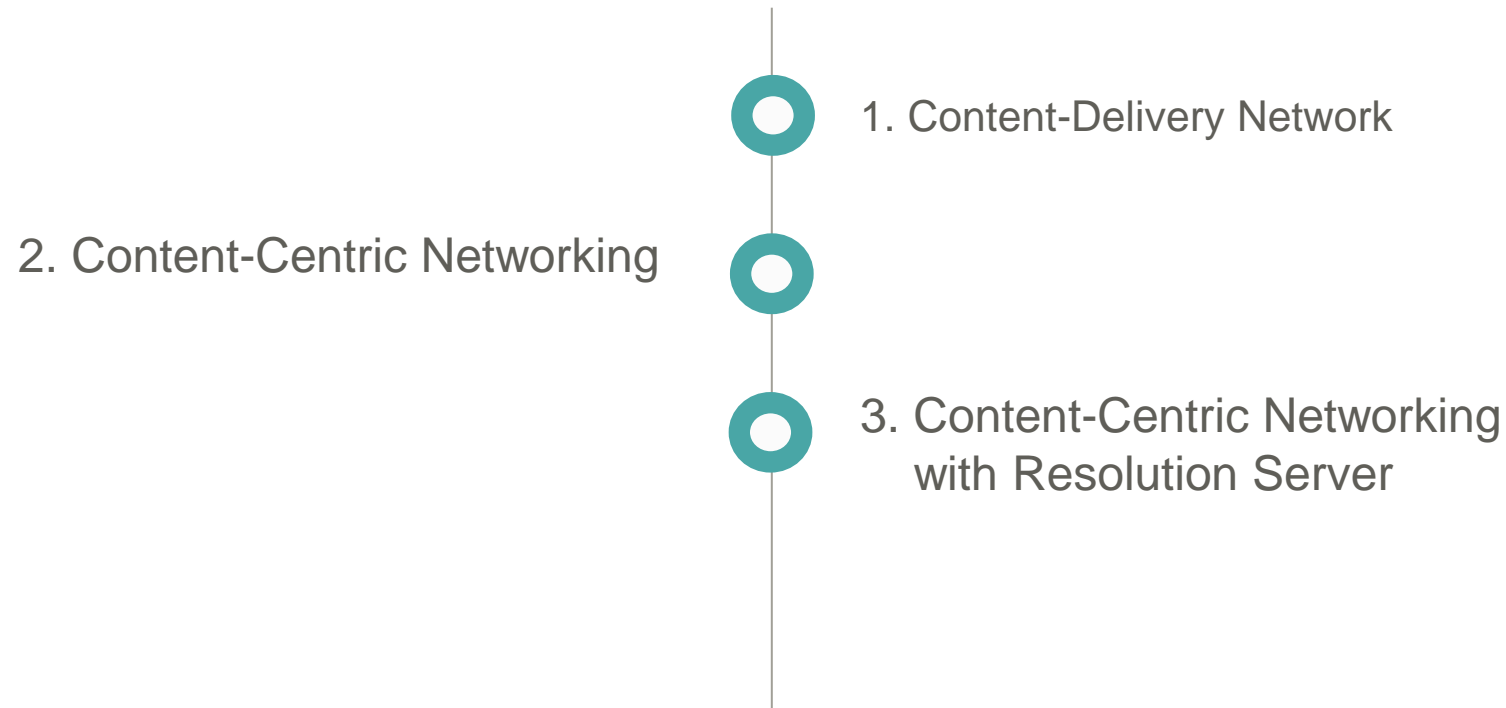 1. Content-Delivery Network
2. Content-Centric Networking
3. Content-Centric Networking
with Resolution Server